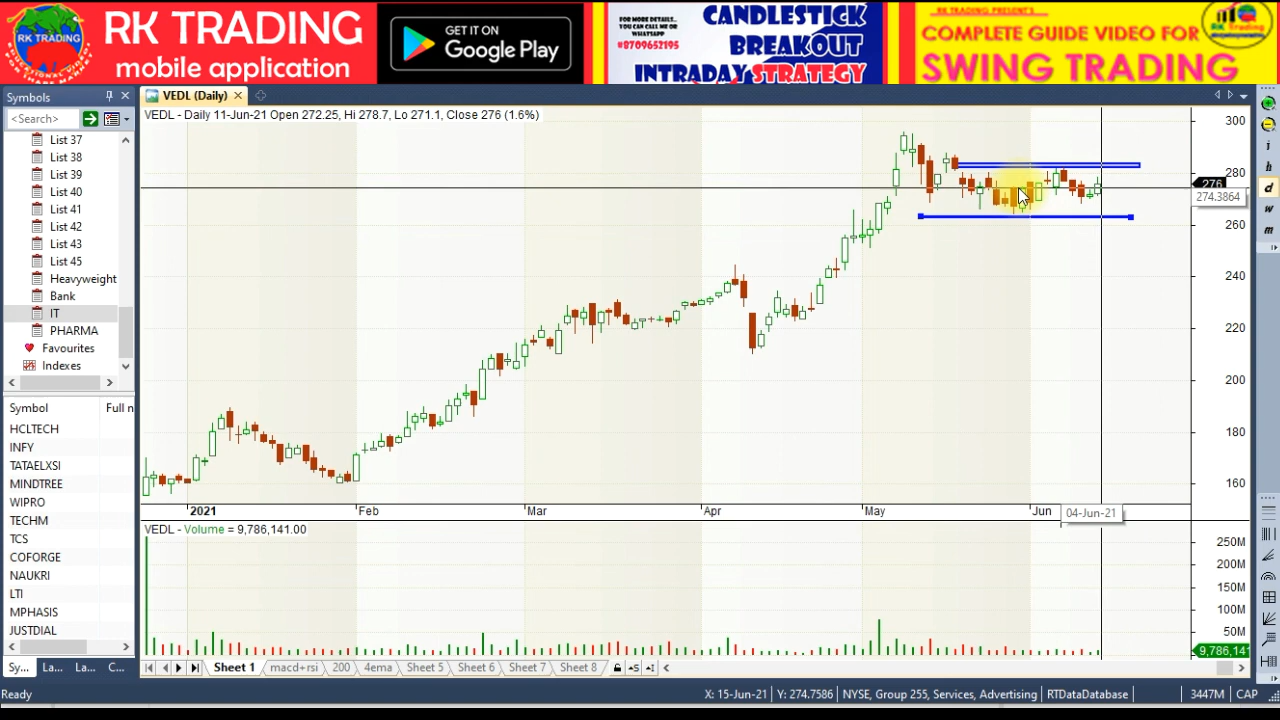 RK TRADING
mobile application
RK TRADING
GET IT ON
Google Play
FOR MORE DETAILS..
YOU CAN CALL ME OR
WHATSAPP
#8709652195
CANDLESTICK
BREAKOUT
INTRADAY STRATEGY
RK TRADING PRESENT'S
COMPLETE GUIDE VIDEO FOR
SWING TRADING
Symbols
VEDL (Daily)
<Search>
VEDL - Daily 11-Jun-21 Open 272.25, Hi 278.7, Lo 271.1, Close 276 (1.6%)
List 37
List 38
List 39
List 40
List 41
List 42
List 43
List 44
List 45
Heavyweight
Bank
IT
PHARMA
Favourites
Indexes
Symbol Full n
HCLTECH
INFY
TATAELXSI
MINDTREE
WIPRO
TECHM
TCS
COFORGE
NAUKRI
LTI
MPHASIS
JUSTDIAL
Sy... La... La... C...
300
280
276
274.3864
260
240
220
200
180
160
2021 Feb Mar Apr May Jun
04-Jun-21
VEDL - Volume = 9,786,141.00
250M
200M
150M
100M
50M
9,786,141
i
h
d
w
m
Sheet 1 macd+rsi 200 4ema Sheet 5 Sheet 6 Sheet 7 Sheet 8
Ready
X: 15-Jun-21 Y: 274.7586 NYSE, Group 255, Services, Advertising RTDataDatabase 3447M CAP